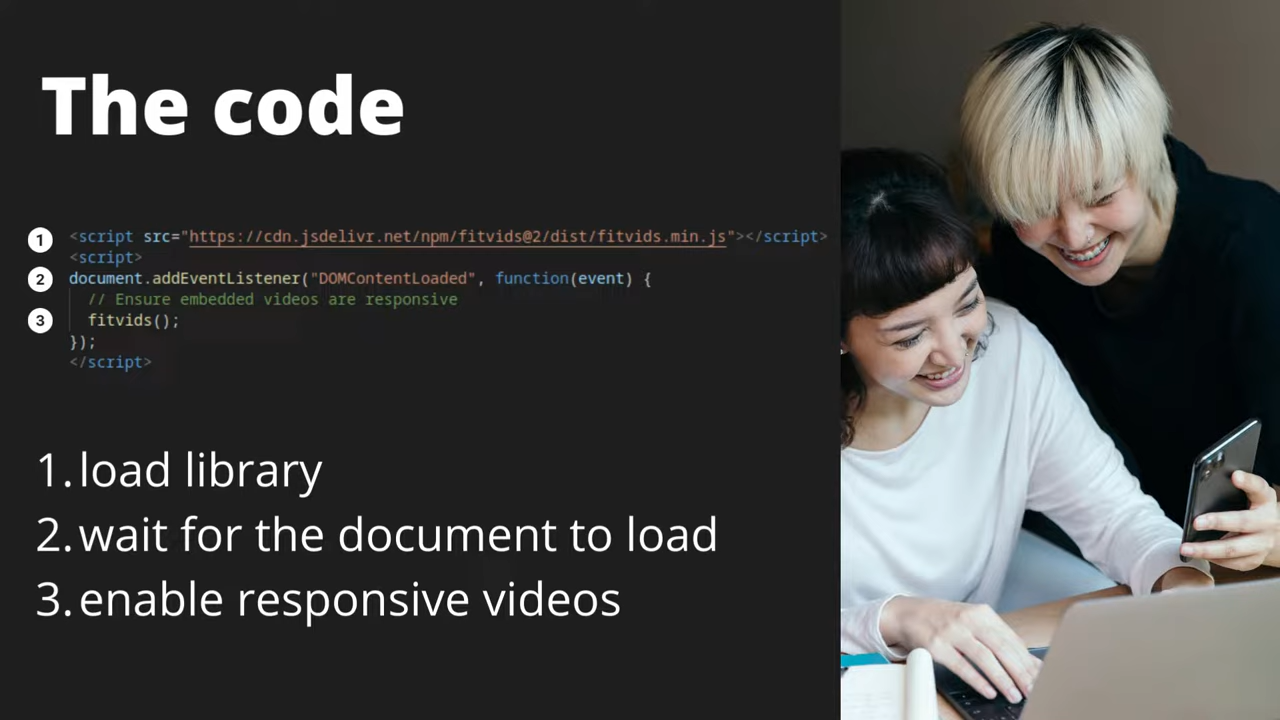 The code
1 <script src="https://cdn.jsdelivr.net/npm/fitvids@2/dist/fitvids.min.js"></script>
<script>
2 document.addEventListener("DOMContentLoaded", function(event) {
// Ensure embedded videos are responsive
3 fitvids();
});
</script>
1. load library
2. wait for the document to load
3. enable responsive videos